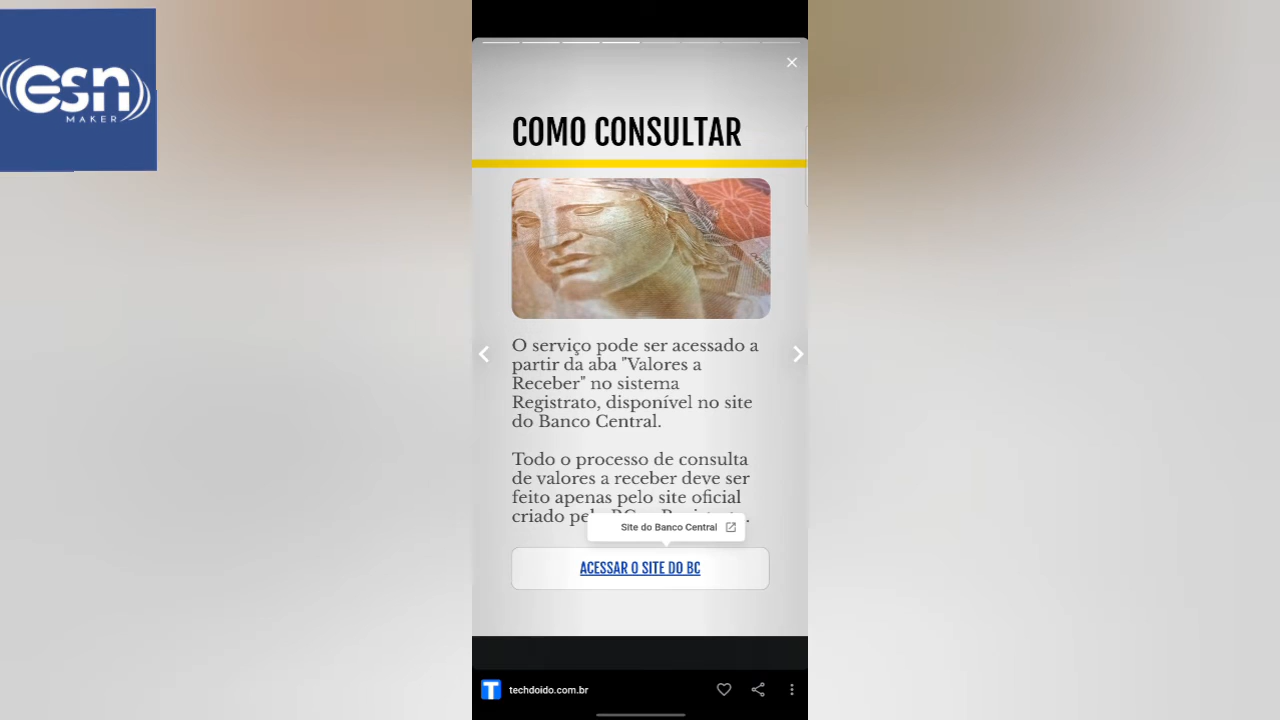 esn
MAKER
COMO CONSULTAR
O serviço pode ser acessado a
partir da aba "Valores a
Receber" no sistema
Registrato, disponível no site
do Banco Central.
Todo o processo de consulta
de valores a receber deve ser
feito apenas pelo site oficial
criado
Site do Banco Central
ACESSAR O SITE DO BC
T
techdoido.com.br